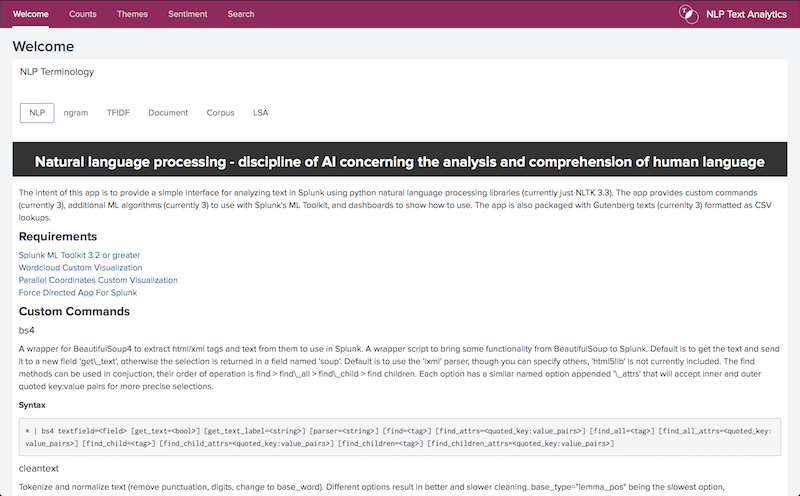 Welcome Counts Themes Sentiment Search NLP Text Analytics
Welcome
NLP Terminology
NLP ngram TFIDF Document Corpus LSA
Natural language processing - discipline of AI concerning the analysis and comprehension of human language
The intent of this app is to provide a simple interface for analyzing text in Splunk using python natural language processing libraries (currently just NLTK 3.3). The app provides custom commands
(currently 3), additional ML algorithms (currently 3) to use with Splunk's ML Toolkit, and dashboards to show how to use. The app is also packaged with Gutenberg texts (currenlty 3) formatted as CSV
lookups.
Requirements
Splunk ML Toolkit 3.2 or greater
Wordcloud Custom Visualization
Parallel Coordinates Custom Visualization
Force Directed App For Splunk
Custom Commands
bs4
A wrapper for BeautifulSoup4 to extract html/xml tags and text from them to use in Splunk. A wrapper script to bring some functionality from BeautifulSoup to Splunk. Default is to get the text and send
it to a new field 'get\_text', otherwise the selection is returned in a field named 'soup'. Default is to use the 'lxml' parser, though you can specify others, 'html5lib' is not currently included. The find
methods can be used in conjuction, their order of operation is find > find\_all > find\_child > find children. Each option has a similar named option appended '\_attrs' that will accept inner and outer
quoted key:value pairs for more precise selections.
Syntax
* | bs4 textfield=<field> [get_text=<bool>] [get_text_label=<string>] [parser=<string>] [find=<tag>] [find_attrs=<quoted_key:value_pairs>] [find_all=<tag>] [find_all_attrs=<quoted_key:
value_pairs>] [find_child=<tag>] [find_child_attrs=<quoted_key:value_pairs>] [find_children=<tag>] [find_children_attrs=<quoted_key:value_pairs>]
cleantext
Tokenize and normalize text (remove punctuation, digits, change to base_word). Different options result in better and slower cleaning. base_type="lemma_pos" being the slowest option,